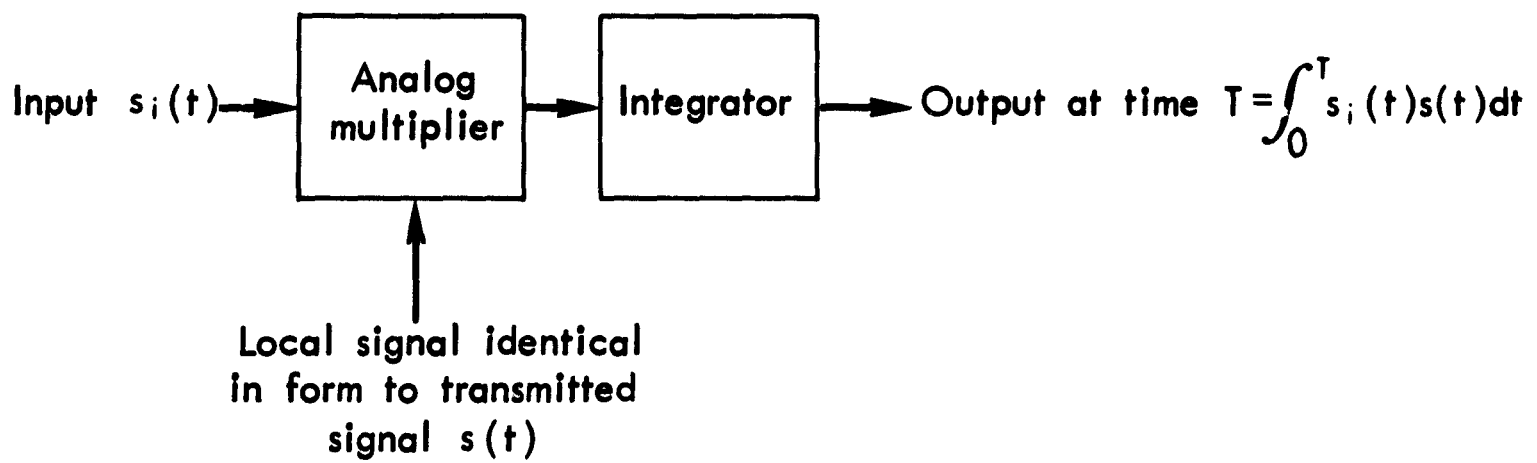 Input s_i(t)
Analog
multiplier
Integrator
Output at time T=∫_0^T s_i(t)s(t)dt
Local signal identical
in form to transmitted
signal s(t)